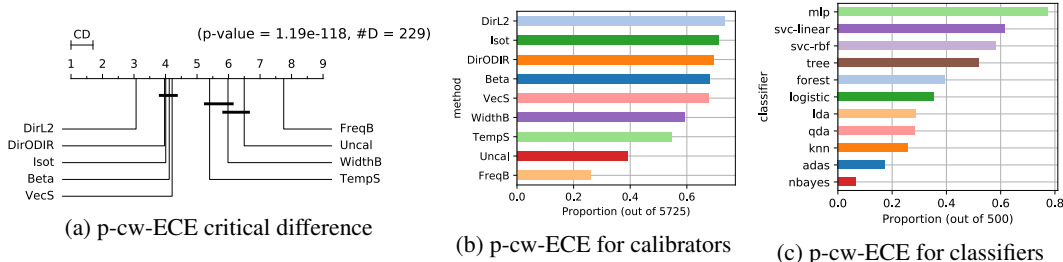 CD
(p-value = 1.19e-118, #D = 229)
1 2 3 4 5 6 7 8 9
DirL2
DirODIR
Isot
Beta
VecS
FreqB
Uncal
WidthB
TempS
(a) p-cw-ECE critical difference
method
DirL2
Isot
DirODIR
Beta
VecS
WidthB
TempS
Uncal
FreqB
0.0 0.2 0.4 0.6
Proportion (out of 5725)
(b) p-cw-ECE for calibrators
classifier
mlp
svc-linear
svc-rbf
tree
forest
logistic
lda
qda
knn
adas
nbayes
0.0 0.2 0.4 0.6 0.8
Proportion (out of 500)
(c) p-cw-ECE for classifiers